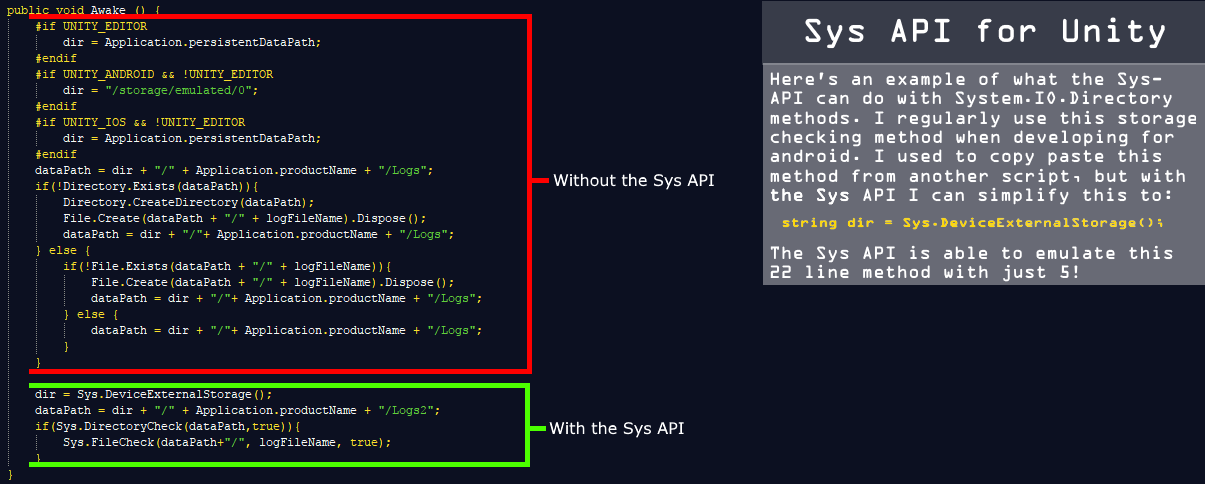 public void Awake () {
#if UNITY_EDITOR
dir = Application.persistentDataPath;
#endif
#if UNITY_ANDROID && !UNITY_EDITOR
dir = "/storage/emulated/0";
#endif
#if UNITY_IOS && !UNITY_EDITOR
dir = Application.persistentDataPath;
#endif
dataPath = dir + "/" + Application.productName + "/Logs";
if(!Directory.Exists(dataPath)){
Directory.CreateDirectory(dataPath);
File.Create(dataPath + "/" + logFileName).Dispose();
dataPath = dir + "/"+ Application.productName + "/Logs";
} else {
if(!File.Exists(dataPath + "/" + logFileName)){
File.Create(dataPath + "/" + logFileName).Dispose();
dataPath = dir + "/"+ Application.productName + "/Logs";
} else {
dataPath = dir + "/"+ Application.productName + "/Logs";
}
}
dir = Sys.DeviceExternalStorage();
dataPath = dir + "/" + Application.productName + "/Logs2";
if(Sys.DirectoryCheck(dataPath,true)){
Sys.FileCheck(dataPath+"/", logFileName, true);
}
}
Without the Sys API
With the Sys API
Sys API for Unity
Here's an example of what the Sys-
API can do with System.IO.Directory
methods. I regularly use this storage
checking method when developing for
android. I used to copy paste this
method from another script, but with
the Sys API I can simplify this to:
string dir = Sys.DeviceExternalStorage();
The Sys API is able to emulate this
22 line method with just 5!